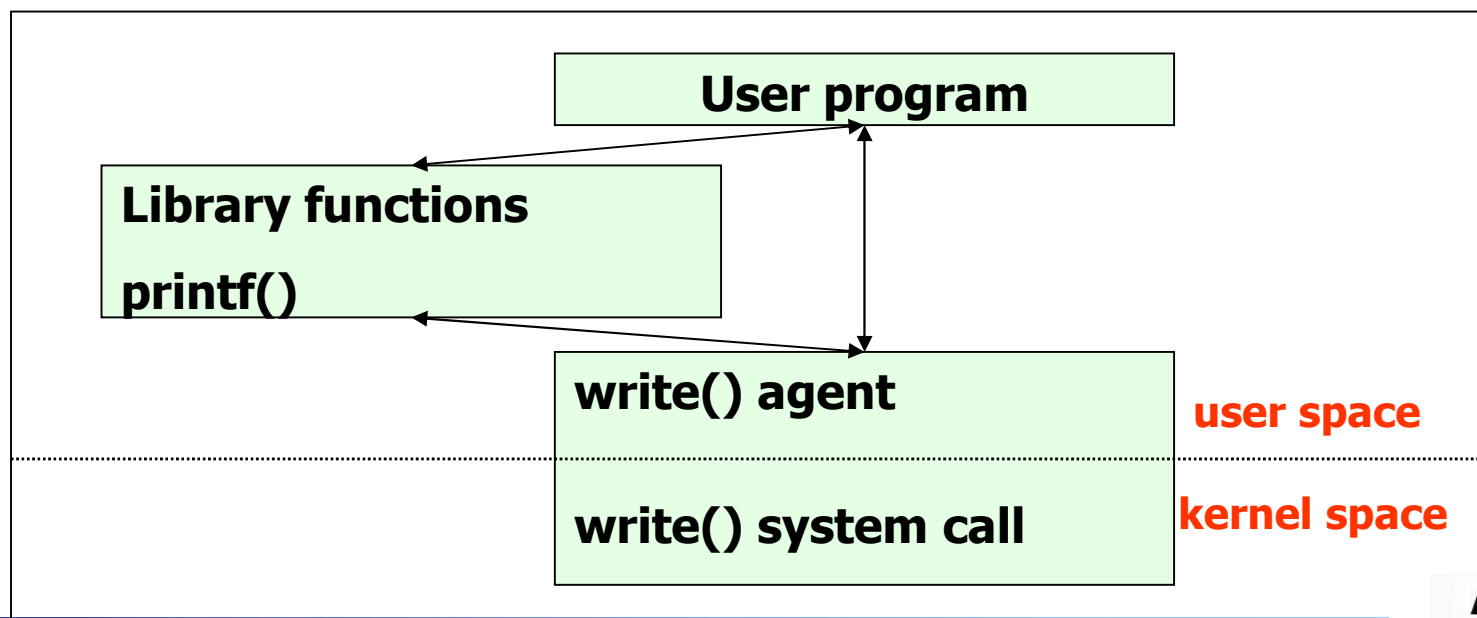 User program
Library functions
printf()
write() agent
user space
kernel space
write() system call